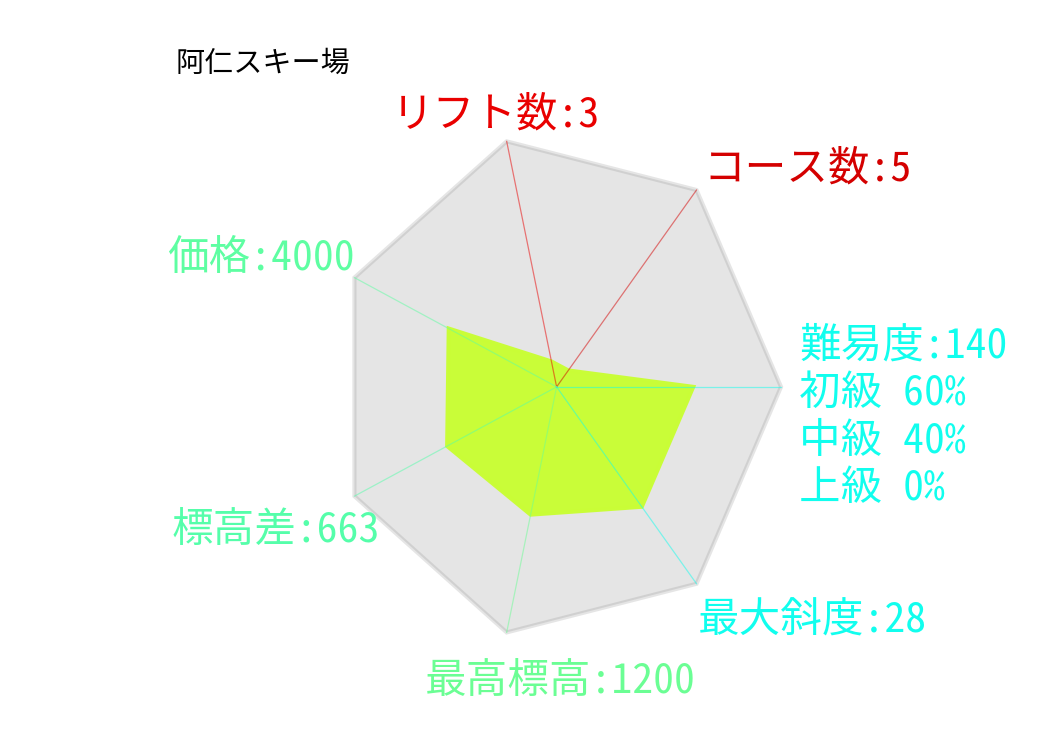 阿仁スキー場
リフト数:3
コース数:5
価格:4000
難易度:140
初級 60%
中級 40%
上級 0%
標高差:663
最大斜度:28
最高標高:1200